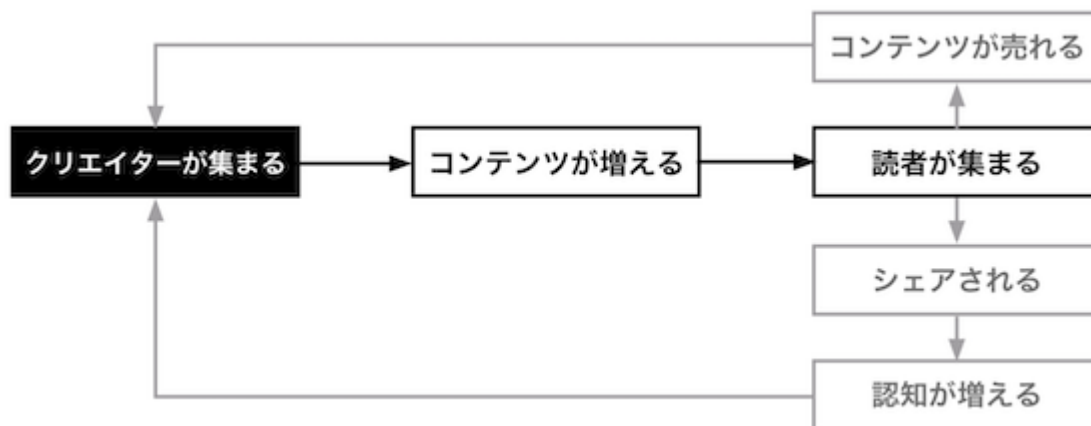 コンテンツが売れる
クリエイターが集まる
コンテンツが増える
読者が集まる
シェアされる
認知が増える